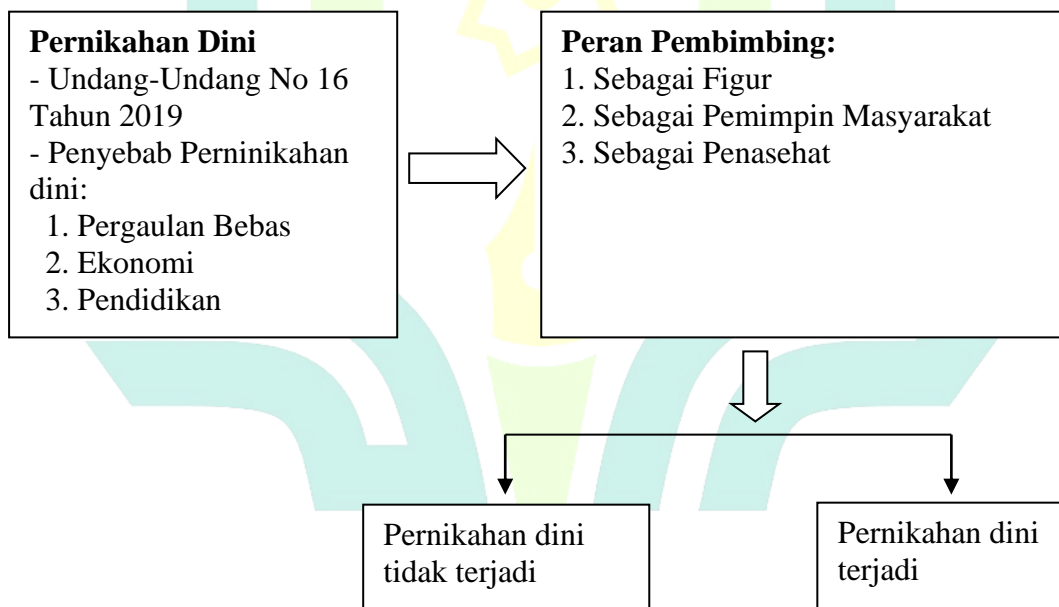 Pernikahan Dini
- Undang-Undang No 16
Tahun 2019
- Penyebab Perninikahan
dini:
1. Pergaulan Bebas
2. Ekonomi
3. Pendidikan
Peran Pembimbing:
1. Sebagai Figur
2. Sebagai Pemimpin Masyarakat
3. Sebagai Penasehat
Pernikahan dini
tidak terjadi
Pernikahan dini
terjadi